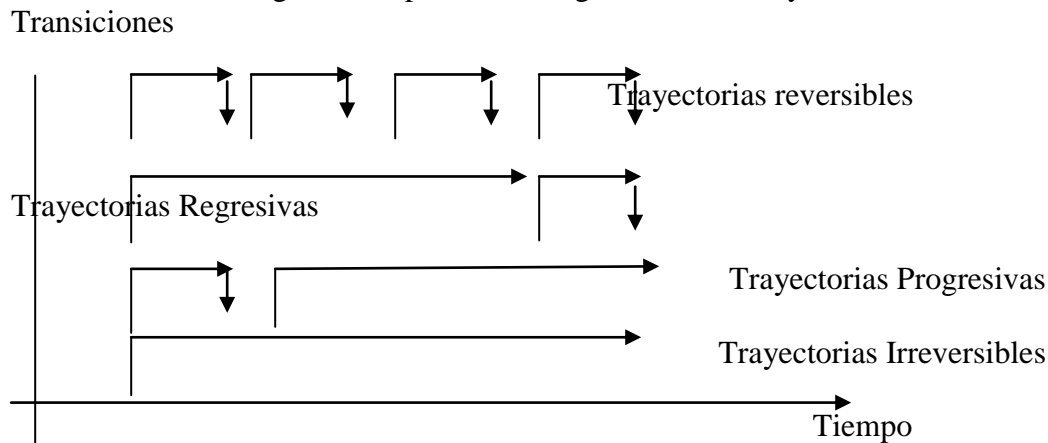 Transiciones
Trayectorias reversibles
Trayectorias Regresivas
Trayectorias Progresivas
Trayectorias Irreversibles
Tiempo